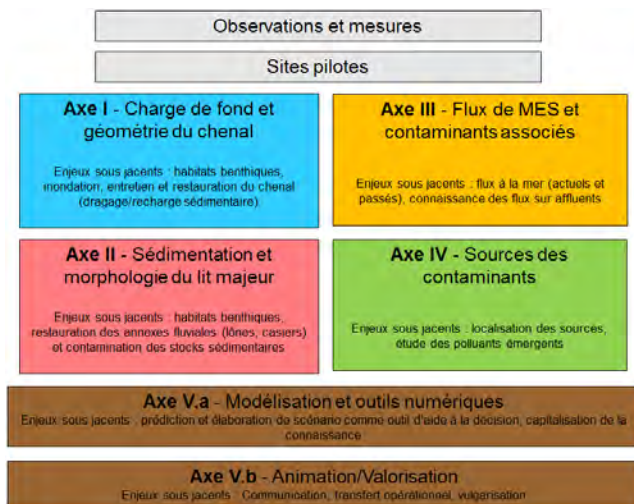 Observations et mesures
Sites pilotes
Axe I - Charge de fond et
géométrie du chenal
Enjeux sous jacents : habitats benthiques,
inondation, entretien et restauration du chenal
(dragage/recharge sédimentaire)
Axe III - Flux de MES et
contaminants associés
Enjeux sous jacents : flux à la mer (actuels et
passés), connaissance des flux sur affluents
Axe II - Sédimentation et
morphologie du lit majeur
Enjeux sous jacents : habitats benthiques,
restauration des annexes fluviales (lônes, casiers)
et contamination des stocks sédimentaires
Axe IV - Sources des
contaminants
Enjeux sous jacents : localisation des sources,
étude des polluants émergents
Axe V.a - Modélisation et outils numériques
Enjeux sous jacents : prédiction et élaboration de scénario comme outil d'aide à la décision, capitalisation de la
connaissance
Axe V.b - Animation/Valorisation
Enjeux sous jacents : Communication, transfert opérationnel, vulgarisation